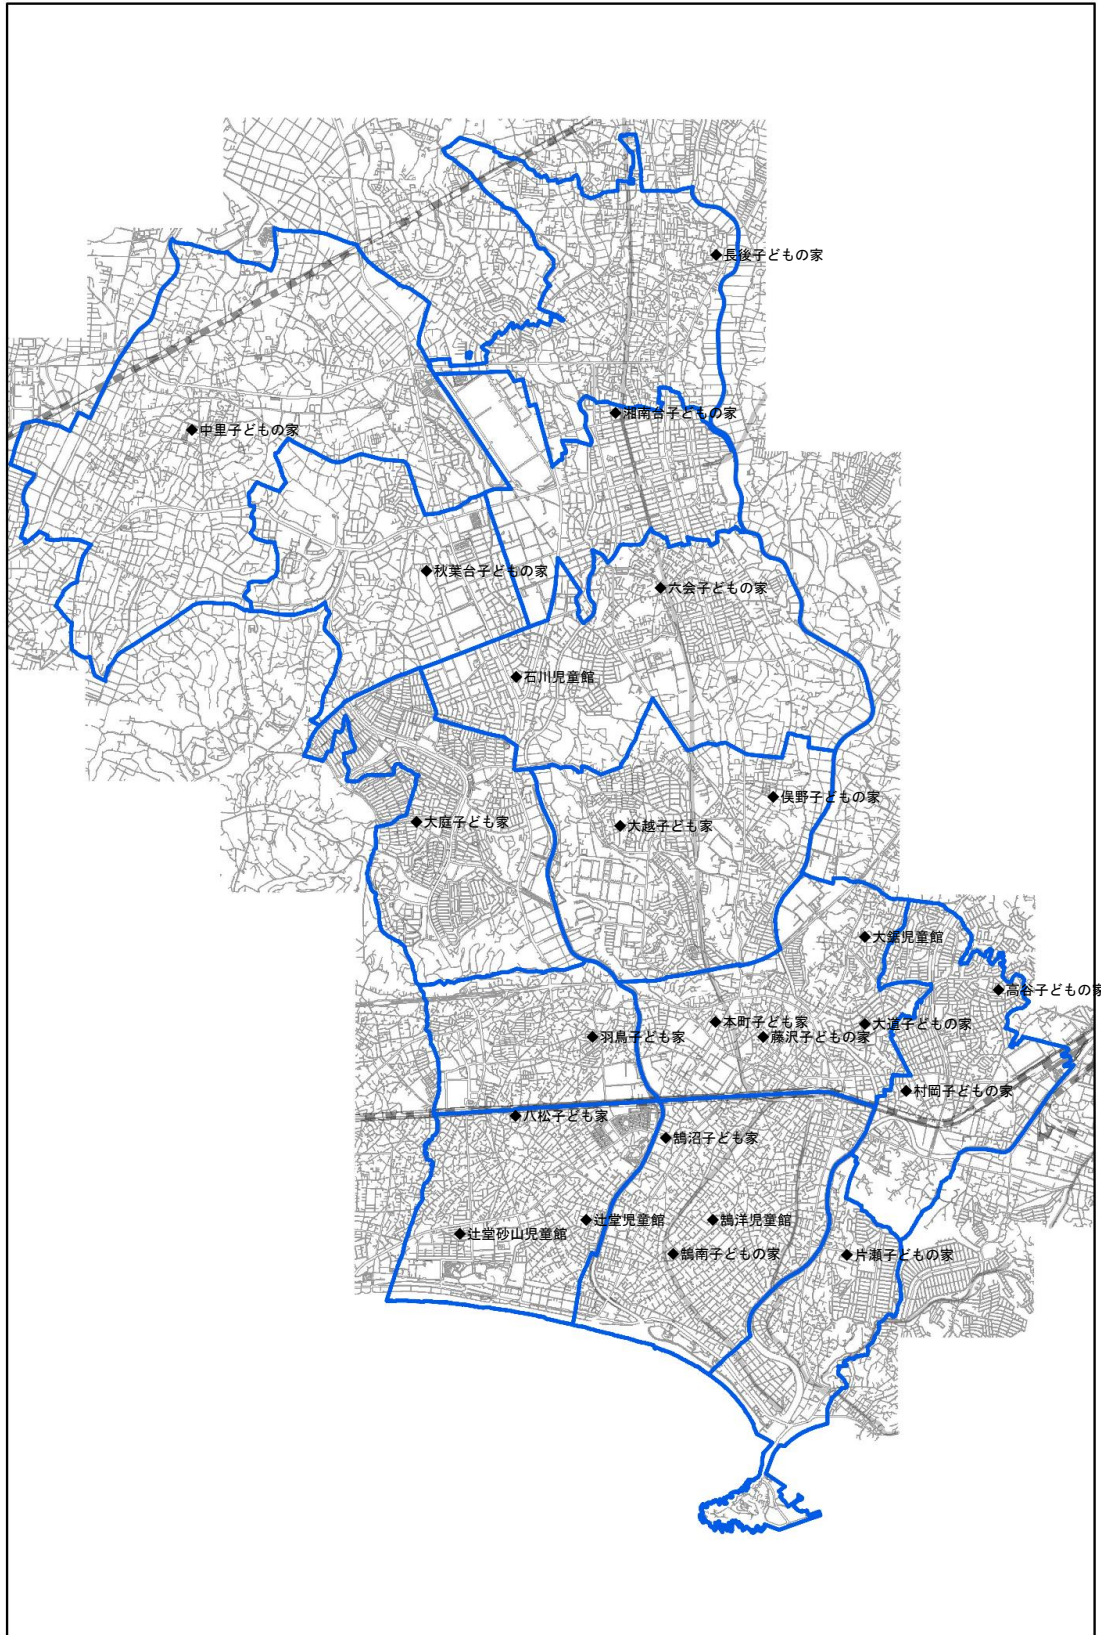 ◆長後子どもの家
◆湘南台子どもの家
◆中里子どもの家
◆秋葉台子どもの家
◆六会子どもの家
◆石川児童館
◆俣野子どもの家
◆大庭子ども家
◆大越子ども家
◆大鋸児童館
◆高谷子どもの家
◆本町子ども家
◆大道子どもの家
◆羽鳥子ども家
◆藤沢子どもの家
◆村岡子どもの家
◆八松子ども家
◆鵠沼子ども家
◆辻堂児童館
◆鵠洋児童館
◆辻堂砂山児童館
◆鵠南子どもの家
◆片瀬子どもの家